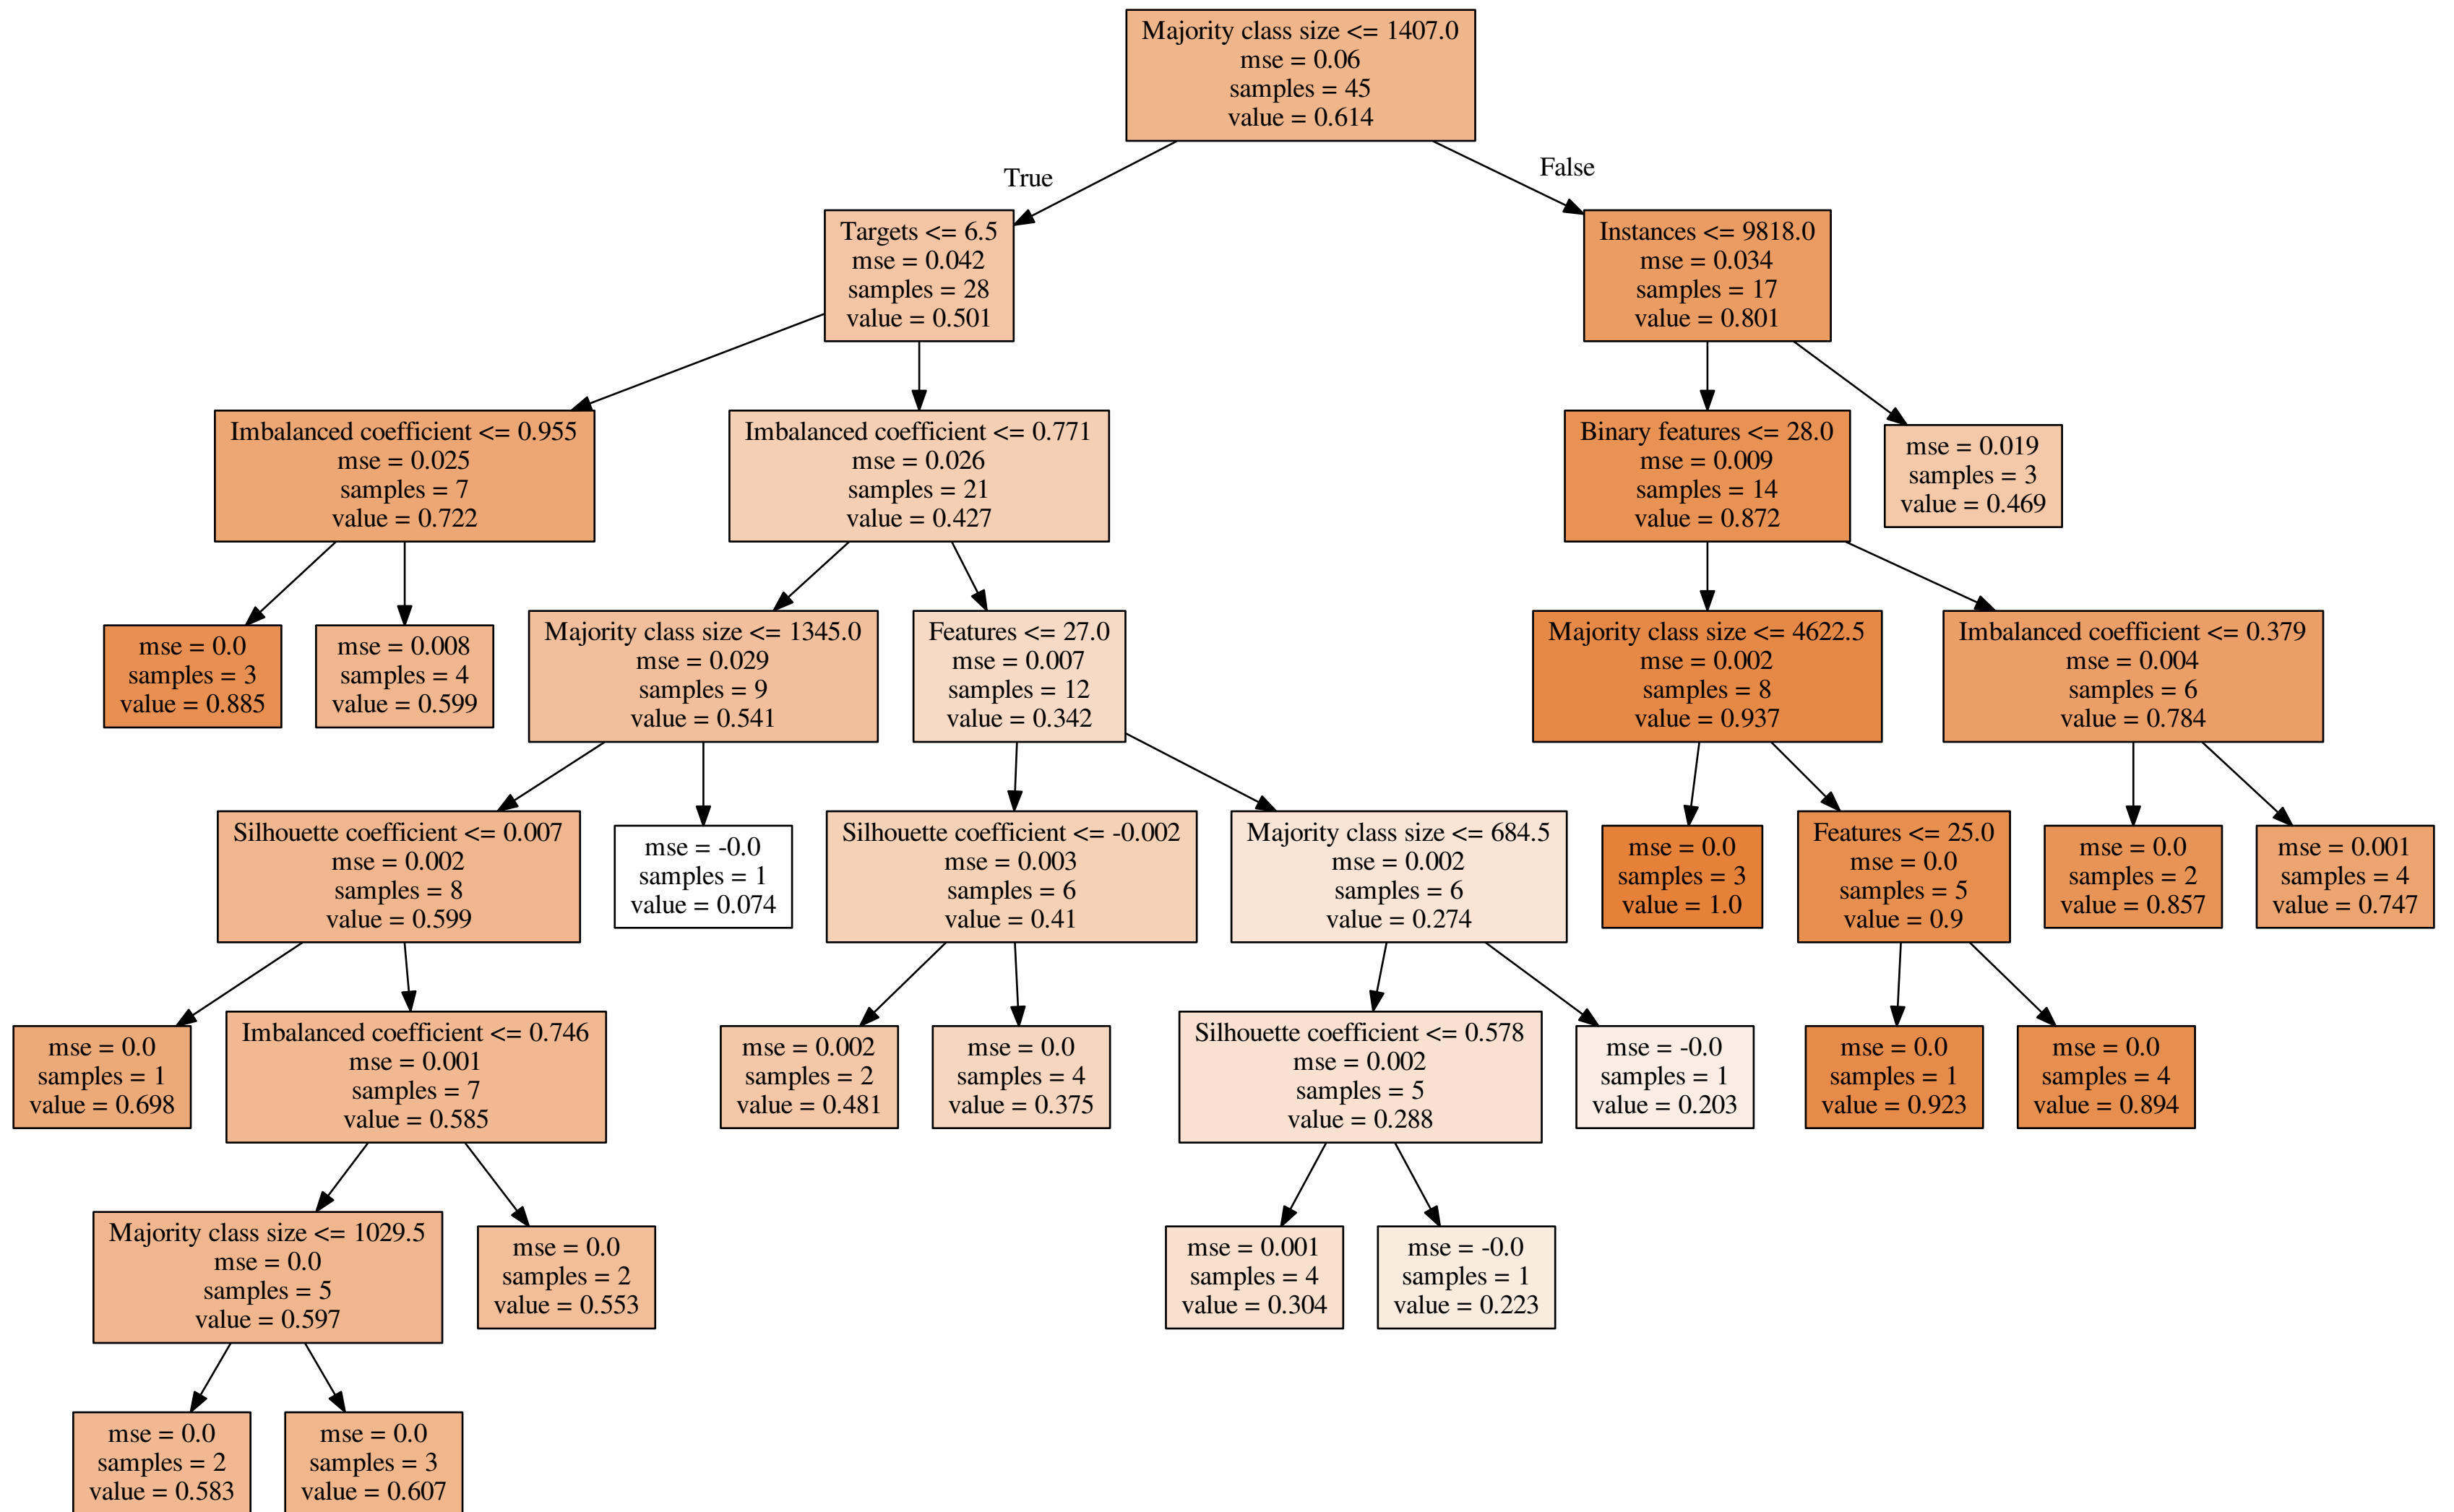 Majority class size <= 1407.0
mse = 0.06
samples = 45
value = 0.614
True
False
Targets <= 6.5
mse = 0.042
samples = 28
value = 0.501
Instances <= 9818.0
mse = 0.034
samples = 17
value = 0.801
Imbalanced coefficient <= 0.955
mse = 0.025
samples = 7
value = 0.722
Imbalanced coefficient <= 0.771
mse = 0.026
samples = 21
value = 0.427
Binary features <= 28.0
mse = 0.009
samples = 14
value = 0.872
mse = 0.019
samples = 3
value = 0.469
mse = 0.0
samples = 3
value = 0.885
mse = 0.008
samples = 4
value = 0.599
Majority class size <= 1345.0
mse = 0.029
samples = 9
value = 0.541
Features <= 27.0
mse = 0.007
samples = 12
value = 0.342
Majority class size <= 4622.5
mse = 0.002
samples = 8
value = 0.937
Imbalanced coefficient <= 0.379
mse = 0.004
samples = 6
value = 0.784
Silhouette coefficient <= 0.007
mse = 0.002
samples = 8
value = 0.599
mse = -0.0
samples = 1
value = 0.074
Silhouette coefficient <= -0.002
mse = 0.003
samples = 6
value = 0.41
Majority class size <= 684.5
mse = 0.002
samples = 6
value = 0.274
mse = 0.0
samples = 3
value = 1.0
Features <= 25.0
mse = 0.0
samples = 5
value = 0.9
mse = 0.0
samples = 2
value = 0.857
mse = 0.001
samples = 4
value = 0.747
mse = 0.0
samples = 1
value = 0.698
Imbalanced coefficient <= 0.746
mse = 0.001
samples = 7
value = 0.585
mse = 0.002
samples = 2
value = 0.481
mse = 0.0
samples = 4
value = 0.375
Silhouette coefficient <= 0.578
mse = 0.002
samples = 5
value = 0.288
mse = -0.0
samples = 1
value = 0.203
mse = 0.0
samples = 1
value = 0.923
mse = 0.0
samples = 4
value = 0.894
Majority class size <= 1029.5
mse = 0.0
samples = 5
value = 0.597
mse = 0.0
samples = 2
value = 0.553
mse = 0.001
samples = 4
value = 0.304
mse = -0.0
samples = 1
value = 0.223
mse = 0.0
samples = 2
value = 0.583
mse = 0.0
samples = 3
value = 0.607